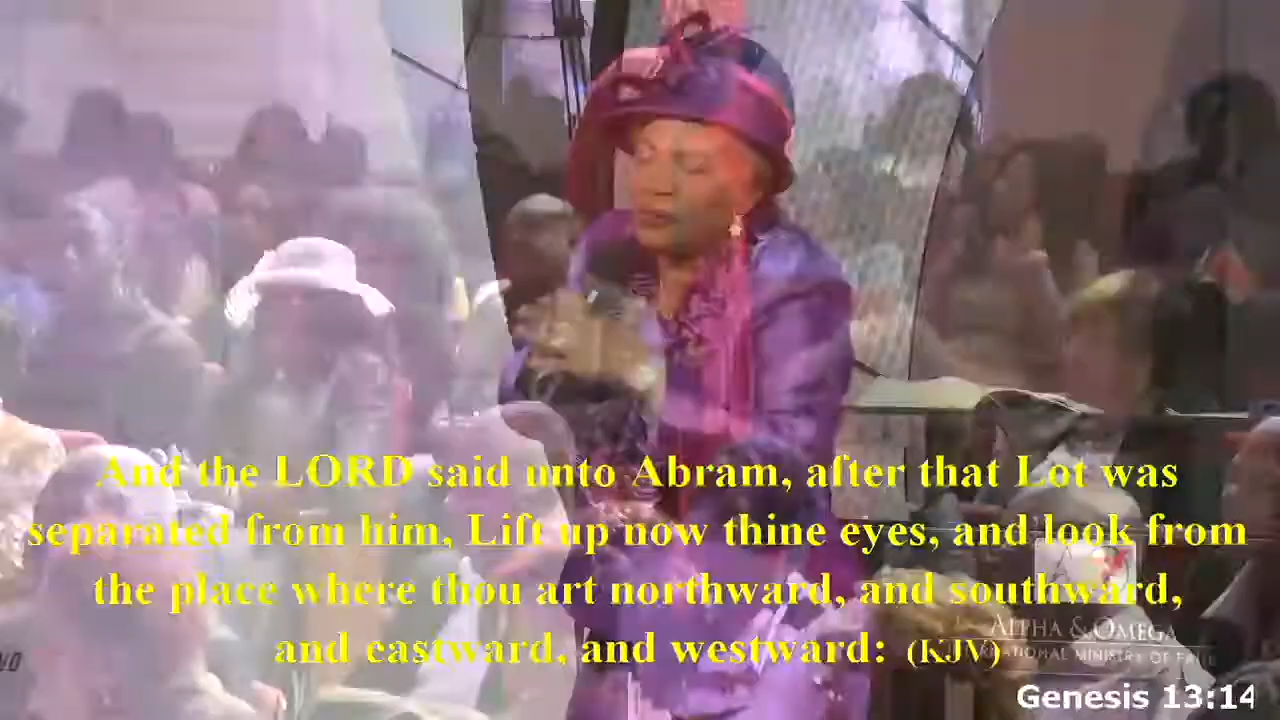 And the LORD said unto Abram, after that Lot was
separated from him, Lift up now thine eyes, and look from
the place where thou art northward, and southward,
and eastward, and westward: (KJV)
ALPHA & OMEGA
MINISTRY OF
Genesis 13:14